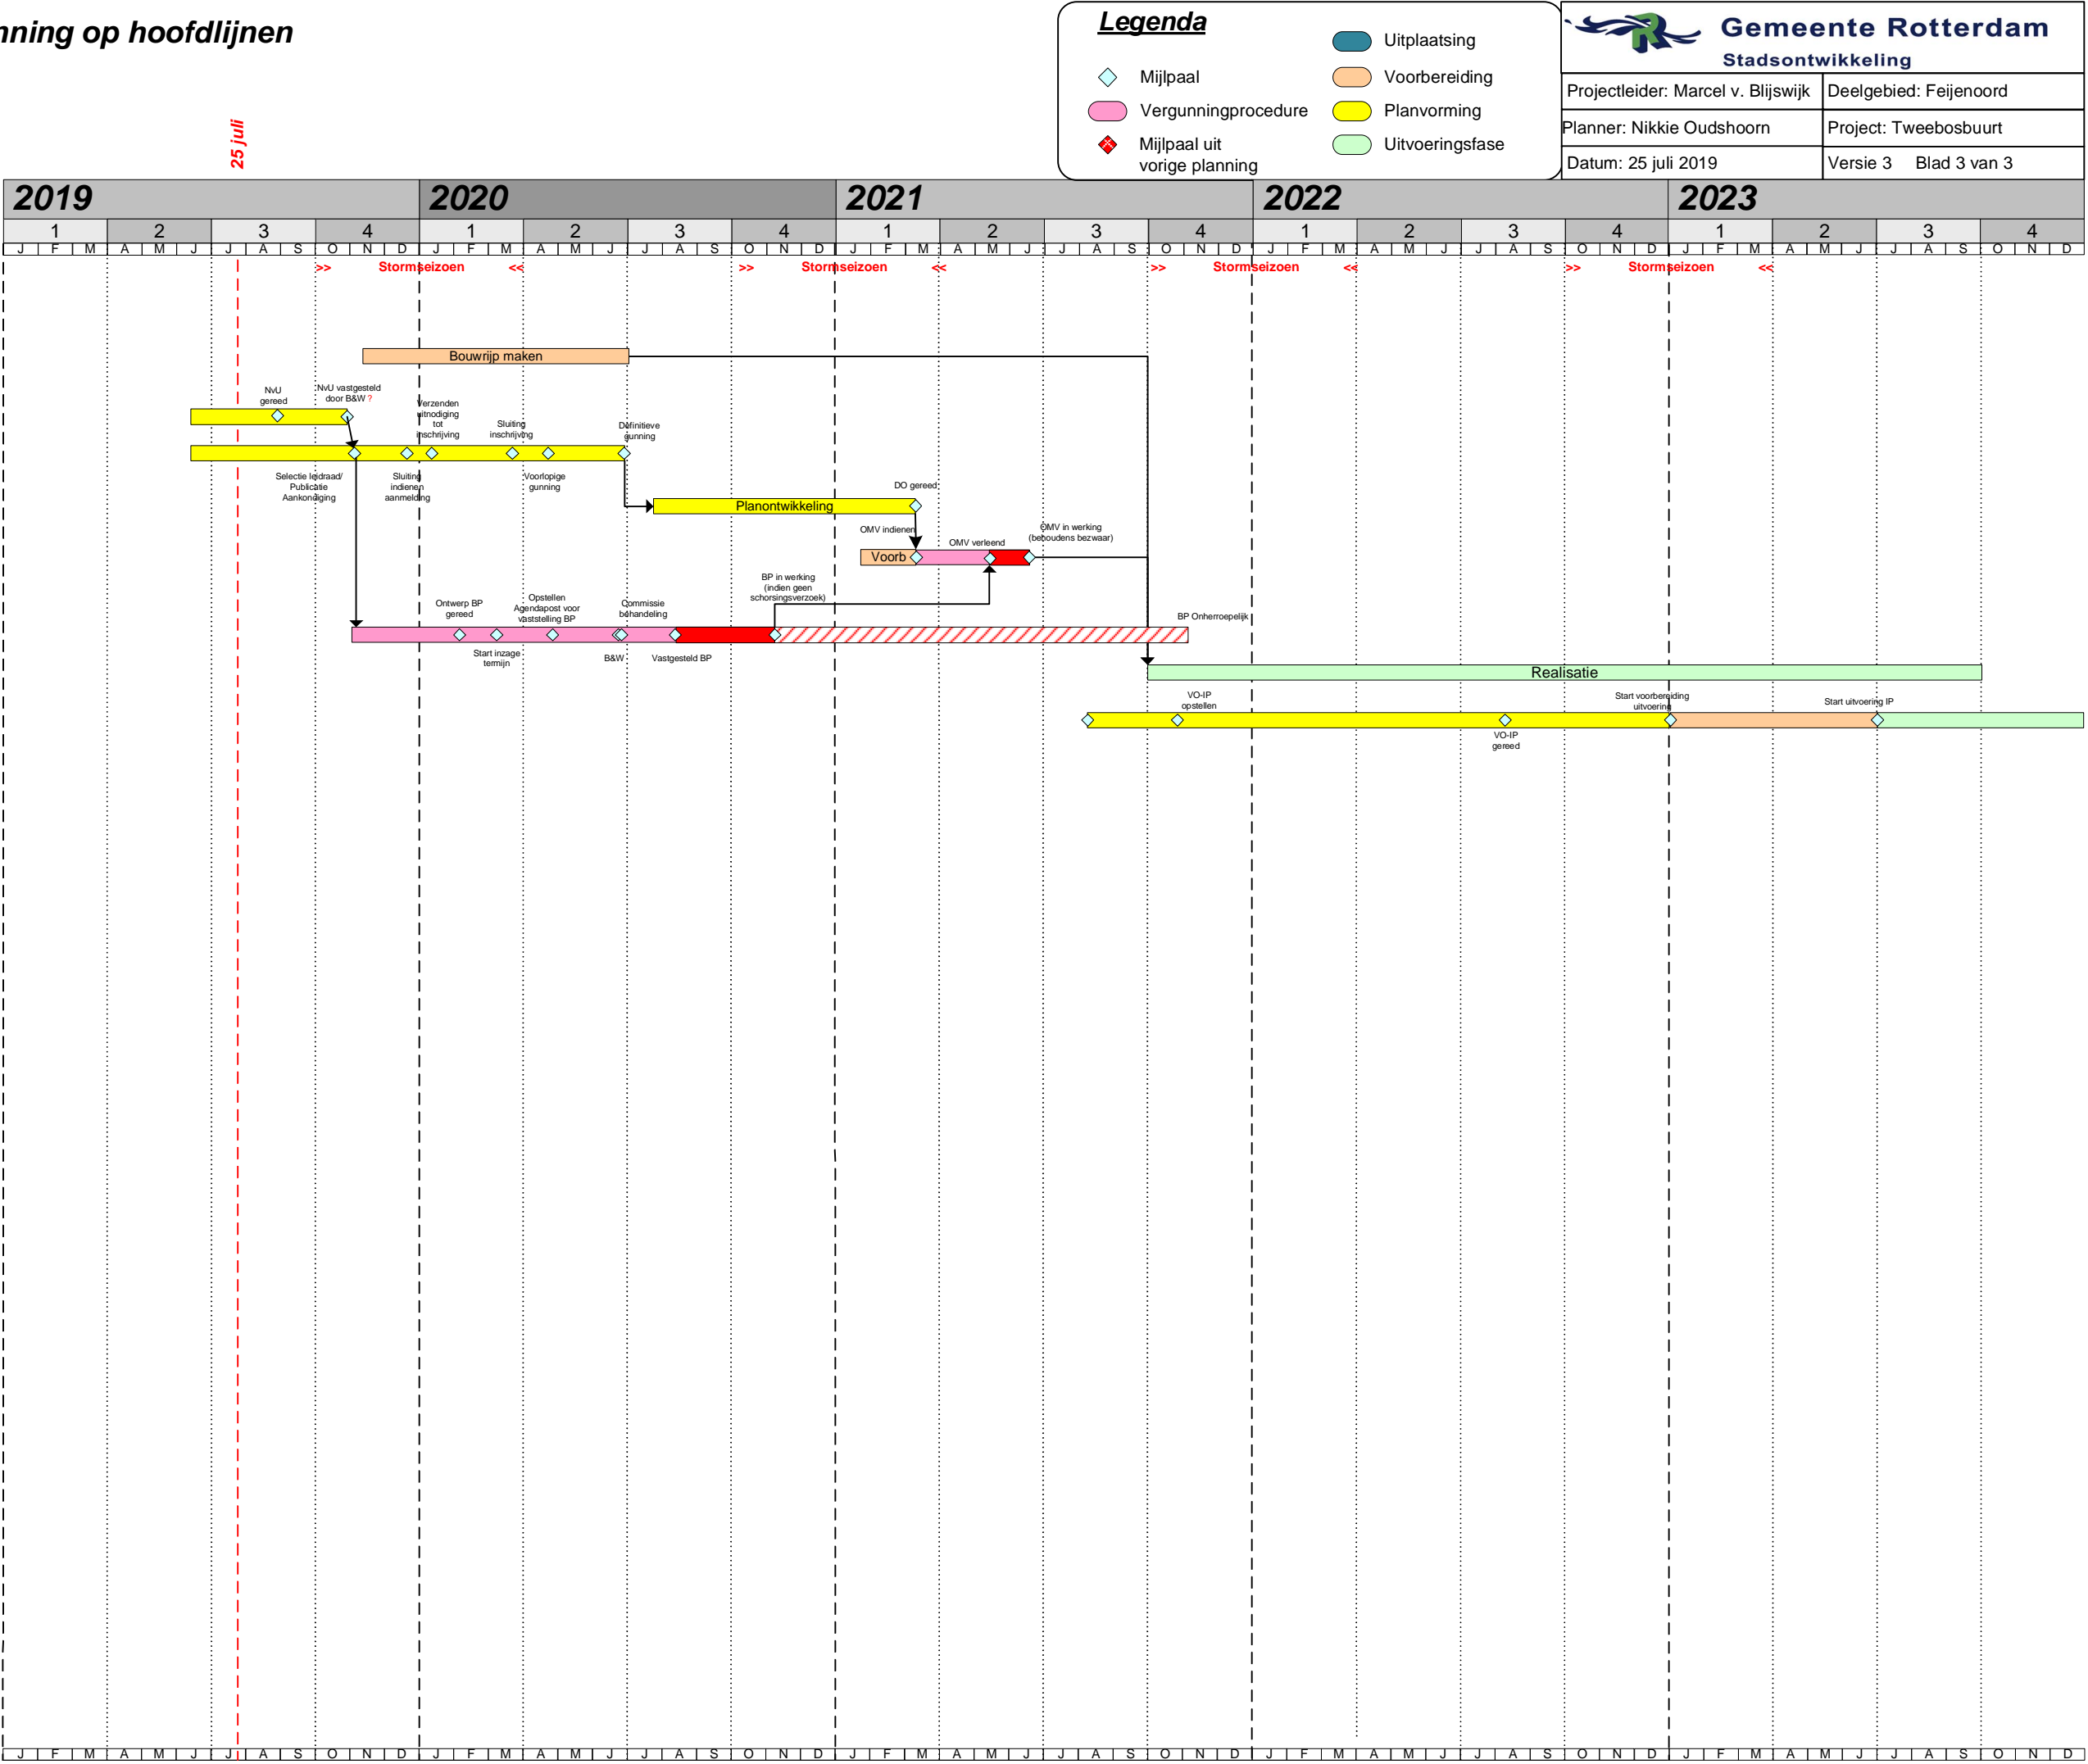 nning op hoofdlijnen
Legenda
Mijlpaal
Vergunningprocedure
Mijlpaal uit
vorige planning
Uitplaatsing
Voorbereiding
Planvorming
Uitvoeringsfase
Gemeente Rotterdam
Stadsontwikkeling
Projectleider: Marcel v. Blijswijk
Deelgebied: Feijenoord
Planner: Nikkie Oudshoorn
Project: Tweebosbuurt
Datum: 25 juli 2019
Versie 3 Blad 3 van 3
25 juli
2019 2020 2021 2022 2023
1 2 3 4 1 2 3 4 1 2 3 4 1 2 3 4 1 2 3 4
J F M A M J J A S O N D J F M A M J J A S O N D J F M A M J J A S O N D J F M A M J J A S O N D J F M A M J J A S O N D
>> Stormseizoen << >> Stormseizoen << >> Stormseizoen << >> Stormseizoen <<
Bouwrijp maken
NvU
gereed
NvU vastgesteld
door B&W ?
Verzenden
uitnodiging
tot
inschrijving
Sluiting
inschrijving
Definitieve
gunning
Selectie leidraad/
Publicatie
Aankondiging
Sluiting
indienen
aanmelding
Voorlopige
gunning
DO gereed
Planontwikkeling
OMV indienen
OMV verleend
OMV in werking
(behoudens bezwaar)
Voorb
BP in werking
(indien geen
schorsingsverzoek)
Ontwerp BP
gereed
Opstellen
Agendapost voor
vaststelling BP
Commissie
behandeling
BP Onherroepelijk
Start inzage
termijn
B&W
Vastgesteld BP
Realisatie
VO-IP
opstellen
Start voorbereiding
uitvoering
Start uitvoering IP
VO-IP
gereed
J F M A M J J A S O N D J F M A M J J A S O N D J F M A M J J A S O N D J F M A M J J A S O N D J F M A M J J A S O N D